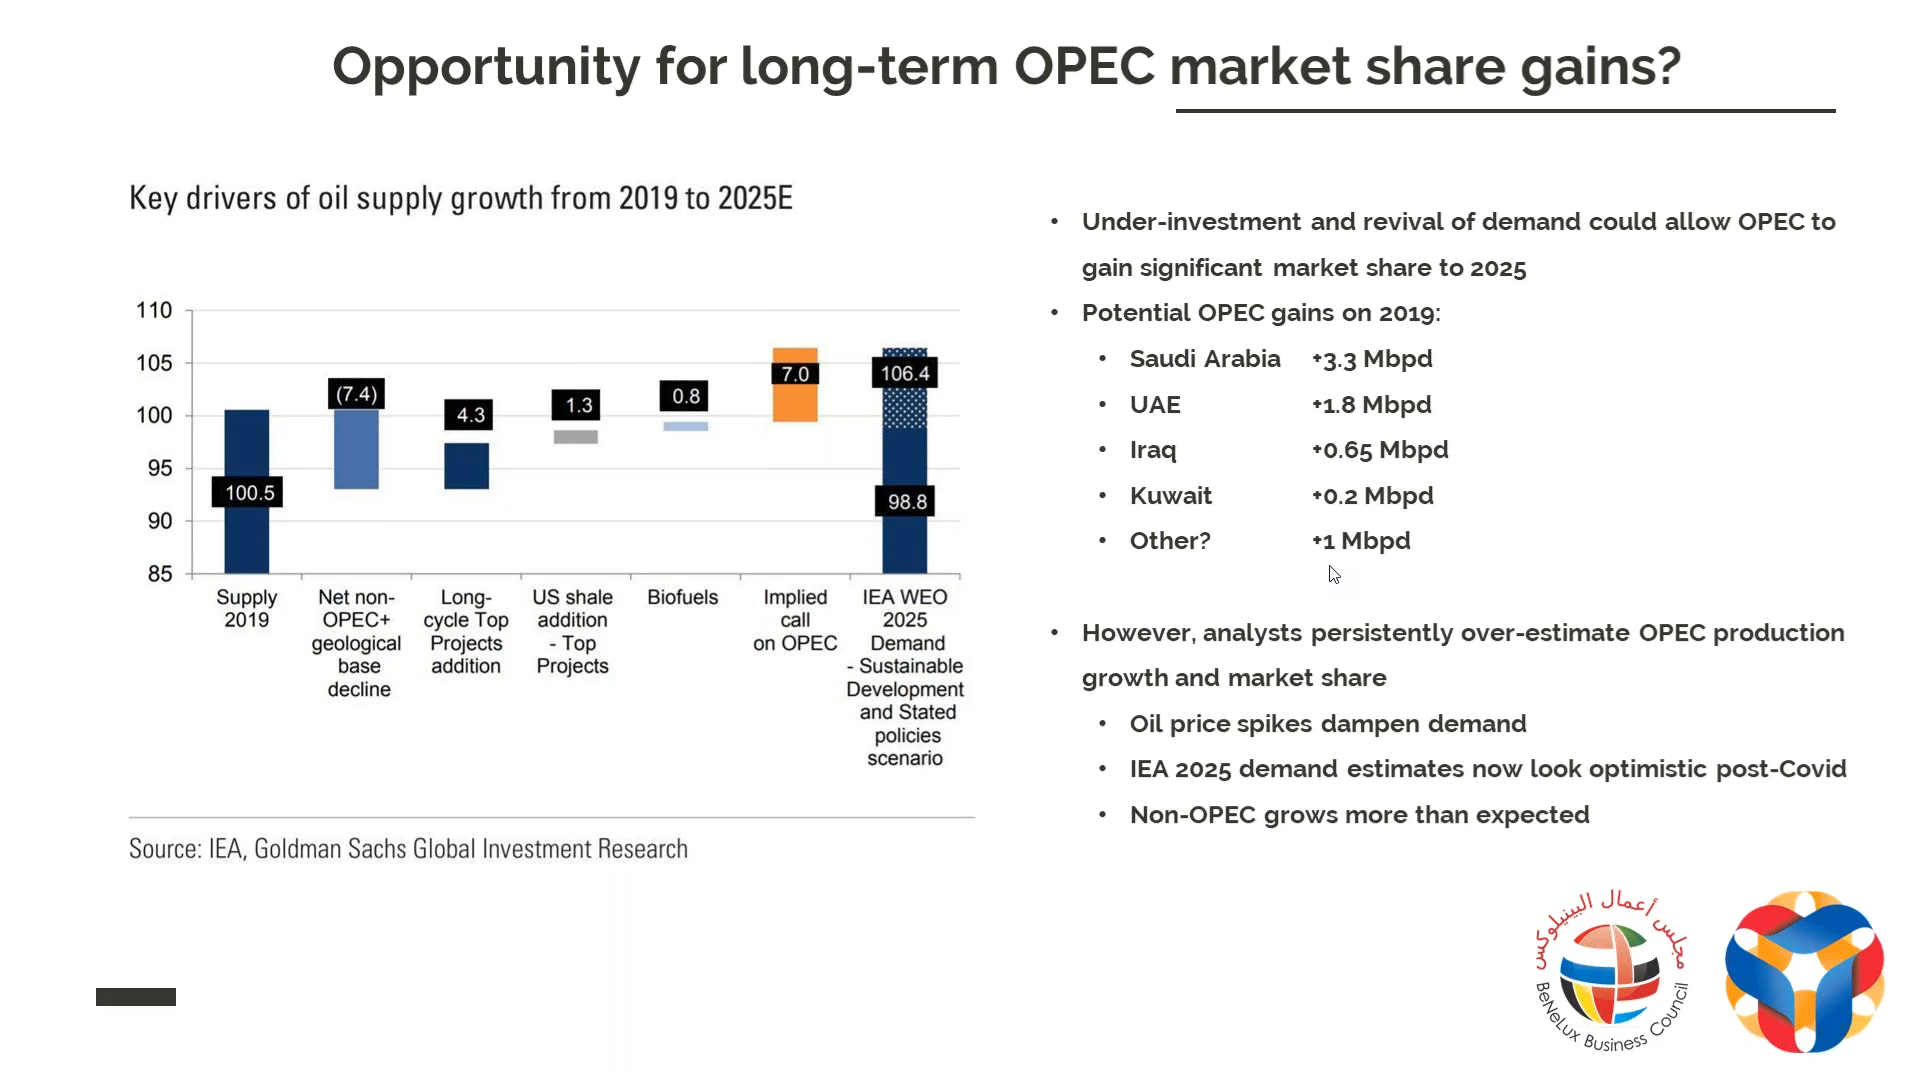 Opportunity for long-term OPEC market share gains?
Key drivers of oil supply growth from 2019 to 2025E
110
105
100
95
90
85
100.5
(7.4)
4.3
1.3
0.8
7.0
106.4
98.8
Supply
2019
Net non-
OPEC+
geological
base
decline
Long-
cycle Top
Projects
addition
US shale
addition
- Top
Projects
Biofuels
Implied
call
on OPEC
IEA WEO
2025
Demand
- Sustainable
Development
and Stated
policies
scenario
Source: IEA, Goldman Sachs Global Investment Research
• Under-investment and revival of demand could allow OPEC to
gain significant market share to 2025
• Potential OPEC gains on 2019:
• Saudi Arabia +3.3 Mbpd
• UAE +1.8 Mbpd
• Iraq +0.65 Mbpd
• Kuwait +0.2 Mbpd
• Other? +1 Mbpd
• However, analysts persistently over-estimate OPEC production
growth and market share
• Oil price spikes dampen demand
• IEA 2025 demand estimates now look optimistic post-Covid
• Non-OPEC grows more than expected
مجلس أعمال البينيلوكس
BeNeLux Business Council